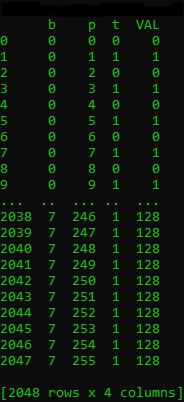 b p t VAL
0 0 0 0 0
1 0 1 1 1
2 0 2 0 0
3 0 3 1 1
4 0 4 0 0
5 0 5 1 1
6 0 6 0 0
7 0 7 1 1
8 0 8 0 0
9 0 9 1 1
... .. ... .. ...
2038 7 246 1 128
2039 7 247 1 128
2040 7 248 1 128
2041 7 249 1 128
2042 7 250 1 128
2043 7 251 1 128
2044 7 252 1 128
2045 7 253 1 128
2046 7 254 1 128
2047 7 255 1 128
[2048 rows x 4 columns]